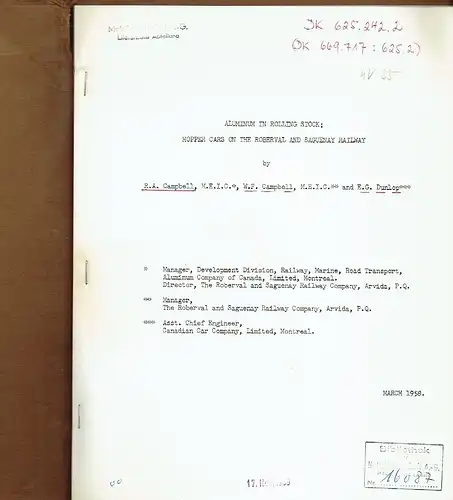 DK 625.242.2
(DK 669.717 : 625.2)
ALUMINUM IN ROLLING STOCK;
HOPPER CARS ON THE ROBERVAL AND SAGUENAY RAILWAY
by
R.A. Campbell, M.E.I.C.*, W.F. Campbell, M.E.I.C.** and E.G. Dunlop***
* Manager, Development Division, Railway, Marine, Road Transport,
Aluminum Company of Canada, Limited, Montreal.
Director, The Roberval and Saguenay Railway Company, Arvida, P.Q.
** Manager,
The Roberval and Saguenay Railway Company, Arvida, P.Q.
*** Asst. Chief Engineer,
Canadian Car Company, Limited, Montreal.
MARCH 1958.
Bibliothek
Nr. 16087
17.